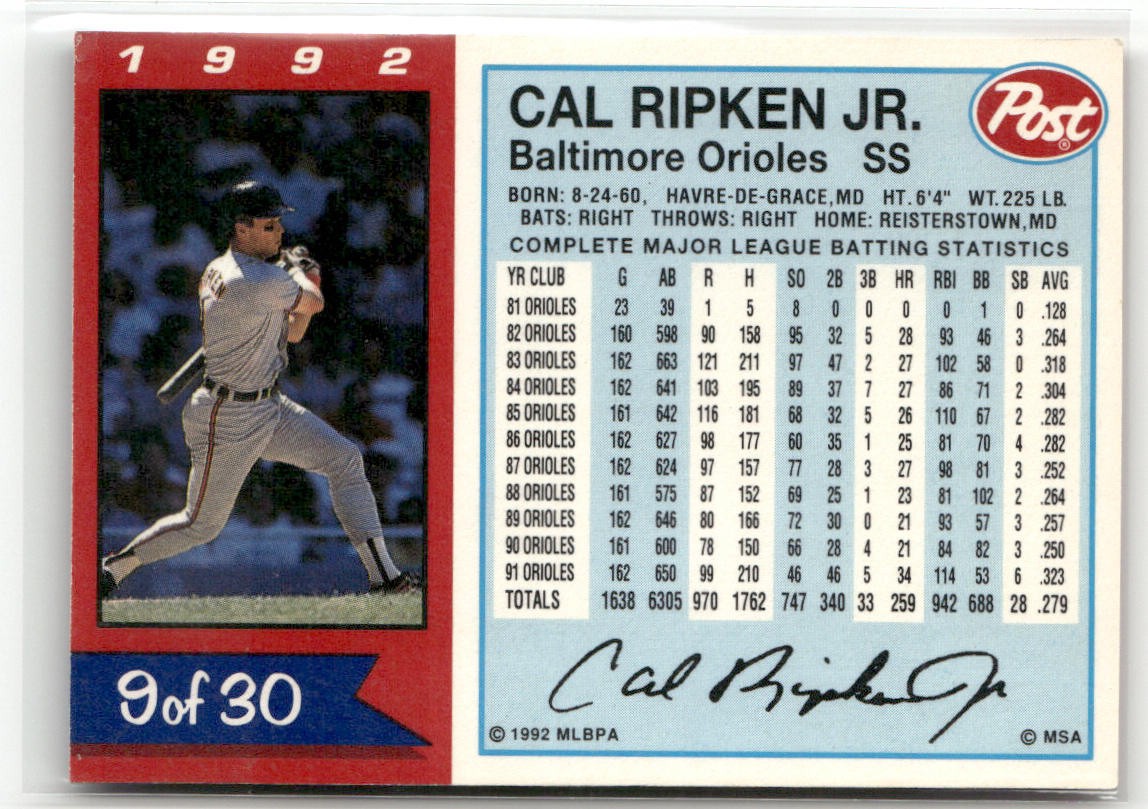 1992
CAL RIPKEN JR.
Post®
Baltimore Orioles SS
BORN: 8-24-60, HAVRE-DE-GRACE,MD HT. 6'4" WT. 225 LB.
BATS: RIGHT THROWS: RIGHT HOME: REISTERSTOWN,MD
COMPLETE MAJOR LEAGUE BATTING STATISTICS
YR CLUB G AB R H SO 2B 3B HR RBI BB SB AVG
81 ORIOLES 23 39 1 5 8 0 0 0 0 1 0 .128
82 ORIOLES 160 598 90 158 95 32 5 28 93 46 3 .264
83 ORIOLES 162 663 121 211 97 47 2 27 102 58 0 .318
84 ORIOLES 162 641 103 195 89 37 7 27 86 71 2 .304
85 ORIOLES 161 642 116 181 68 32 5 26 110 67 2 .282
86 ORIOLES 162 627 98 177 60 35 1 25 81 70 4 .282
87 ORIOLES 162 624 97 157 77 28 3 27 98 81 3 .252
88 ORIOLES 161 575 87 152 69 25 1 23 81 102 2 .264
89 ORIOLES 162 646 80 166 72 30 0 21 93 57 3 .257
90 ORIOLES 161 600 78 150 66 28 4 21 84 82 3 .250
91 ORIOLES 162 650 99 210 46 46 5 34 114 53 6 .323
TOTALS 1638 6305 970 1762 747 340 33 259 942 688 28 .279
Cal Ripken Jr
9 of 30
© 1992 MLBPA
© MSA